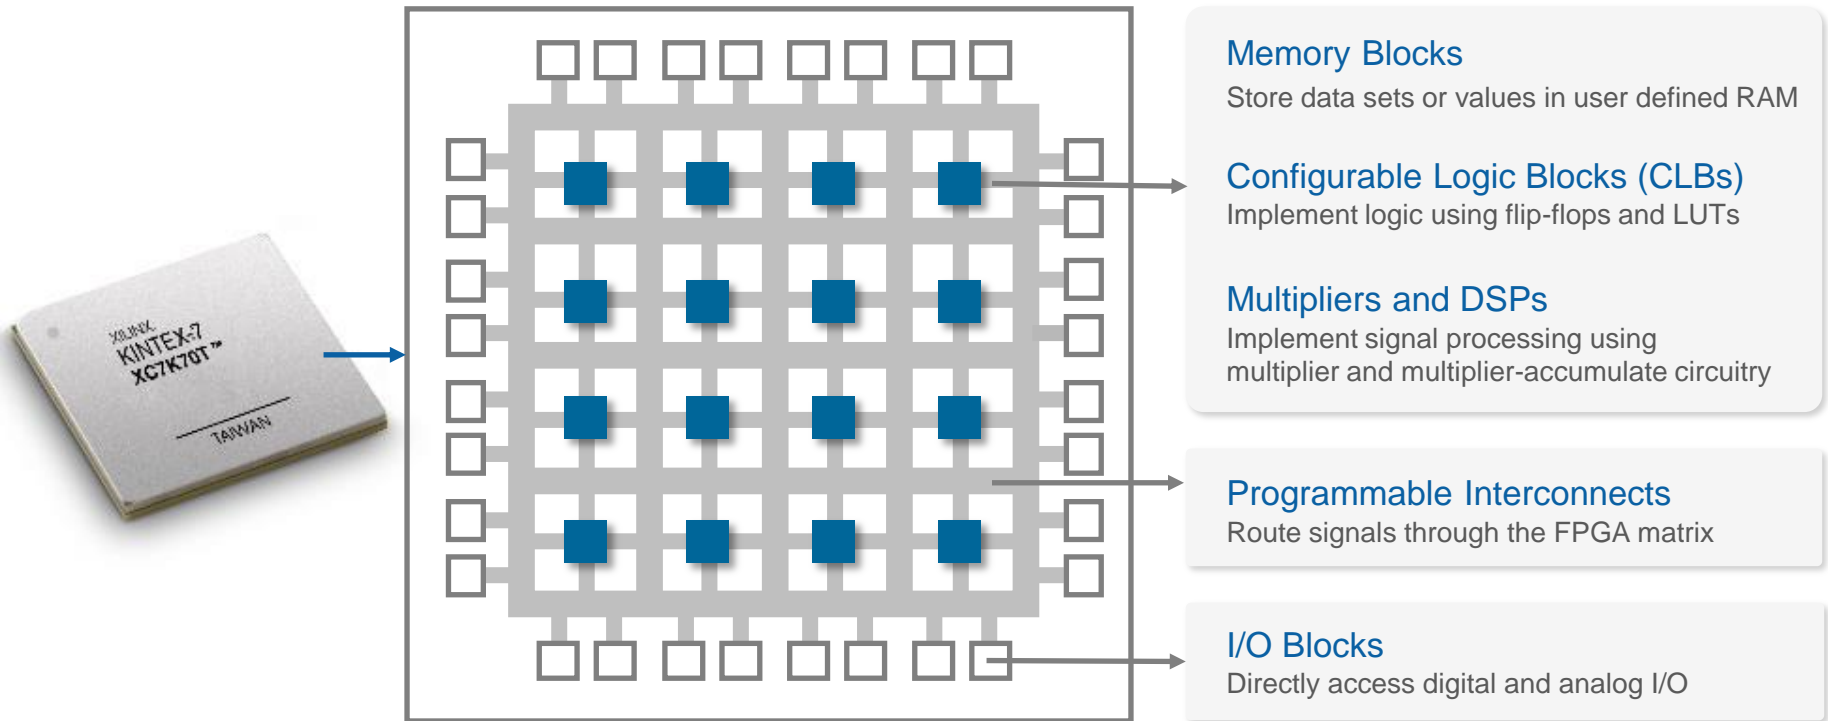 XILINX
KINTEX-7
XC7K70T™
TAIWAN
Memory Blocks
Store data sets or values in user defined RAM
Configurable Logic Blocks (CLBs)
Implement logic using flip-flops and LUTs
Multipliers and DSPs
Implement signal processing using
multiplier and multiplier-accumulate circuitry
Programmable Interconnects
Route signals through the FPGA matrix
I/O Blocks
Directly access digital and analog I/O